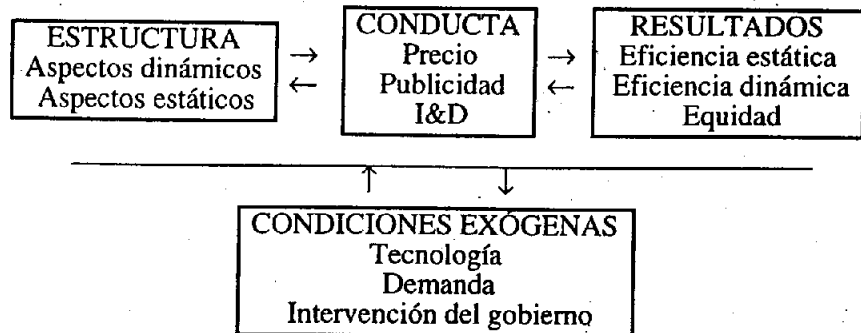 ESTRUCTURA
Aspectos dinámicos
Aspectos estáticos
→
←
CONDUCTA
Precio
Publicidad
I&D
→
←
RESULTADOS
Eficiencia estática
Eficiencia dinámica
Equidad
↑ ↓
CONDICIONES EXÓGENAS
Tecnología
Demanda
Intervención del gobierno